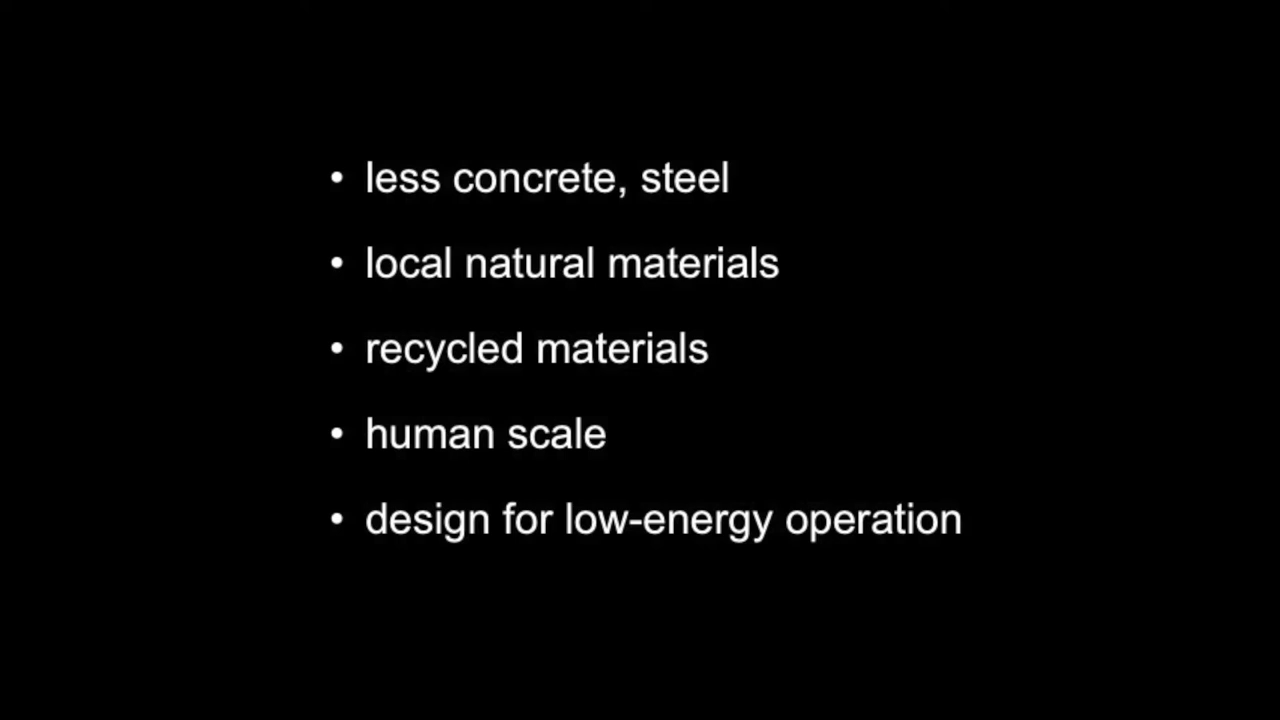 • less concrete, steel
• local natural materials
• recycled materials
• human scale
• design for low-energy operation